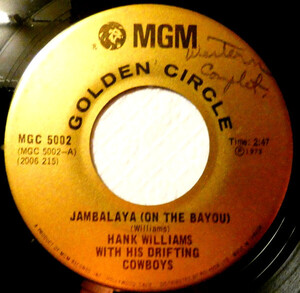 MGM
Western
GOLDEN CIRCLE
MGC 5002
(MGC 5002-A)
(2006 215)
Time: 2:47
JAMBALAYA (ON THE BAYOU)
(Williams)
HANK WILLIAMS
WITH HIS DRIFTING
COWBOYS